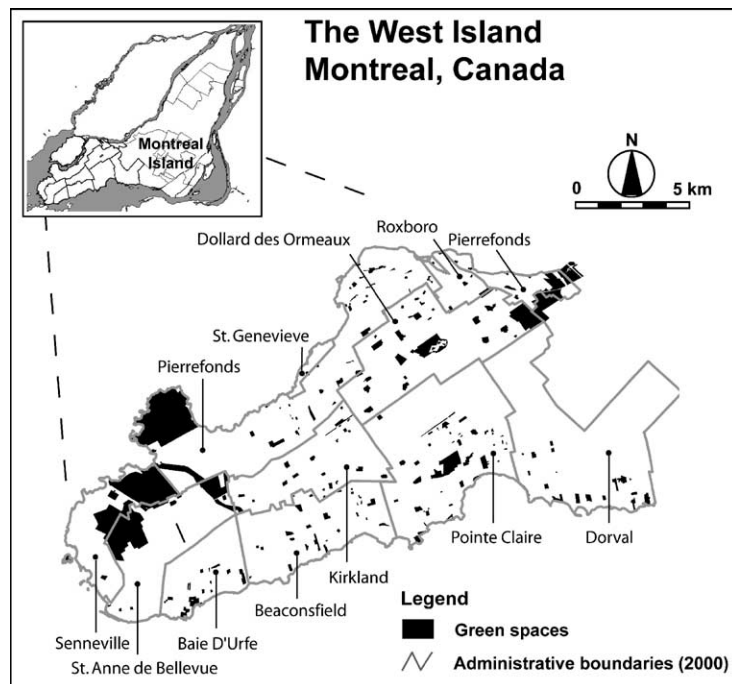 The West Island
Montreal, Canada
Montreal
Island
N
0 5 km
Roxboro
Dollard des Ormeaux
Pierrefonds
St. Genevieve
Pierrefonds
Pointe Claire
Dorval
Kirkland
Beaconsfield
Senneville
Baie D'Urfe
St. Anne de Bellevue
Legend
Green spaces
Administrative boundaries (2000)